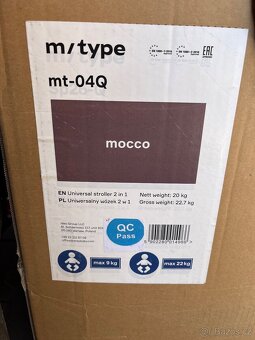 m/type
EAC
mt-04Q
mocco
EN Universal stroller 2 in 1
PL Uniwersalny wózek 2 w 1
Nett weight: 20 kg
Gross weight: 22.7 kg
QC
Pass
max 9 kg
max 22 kg